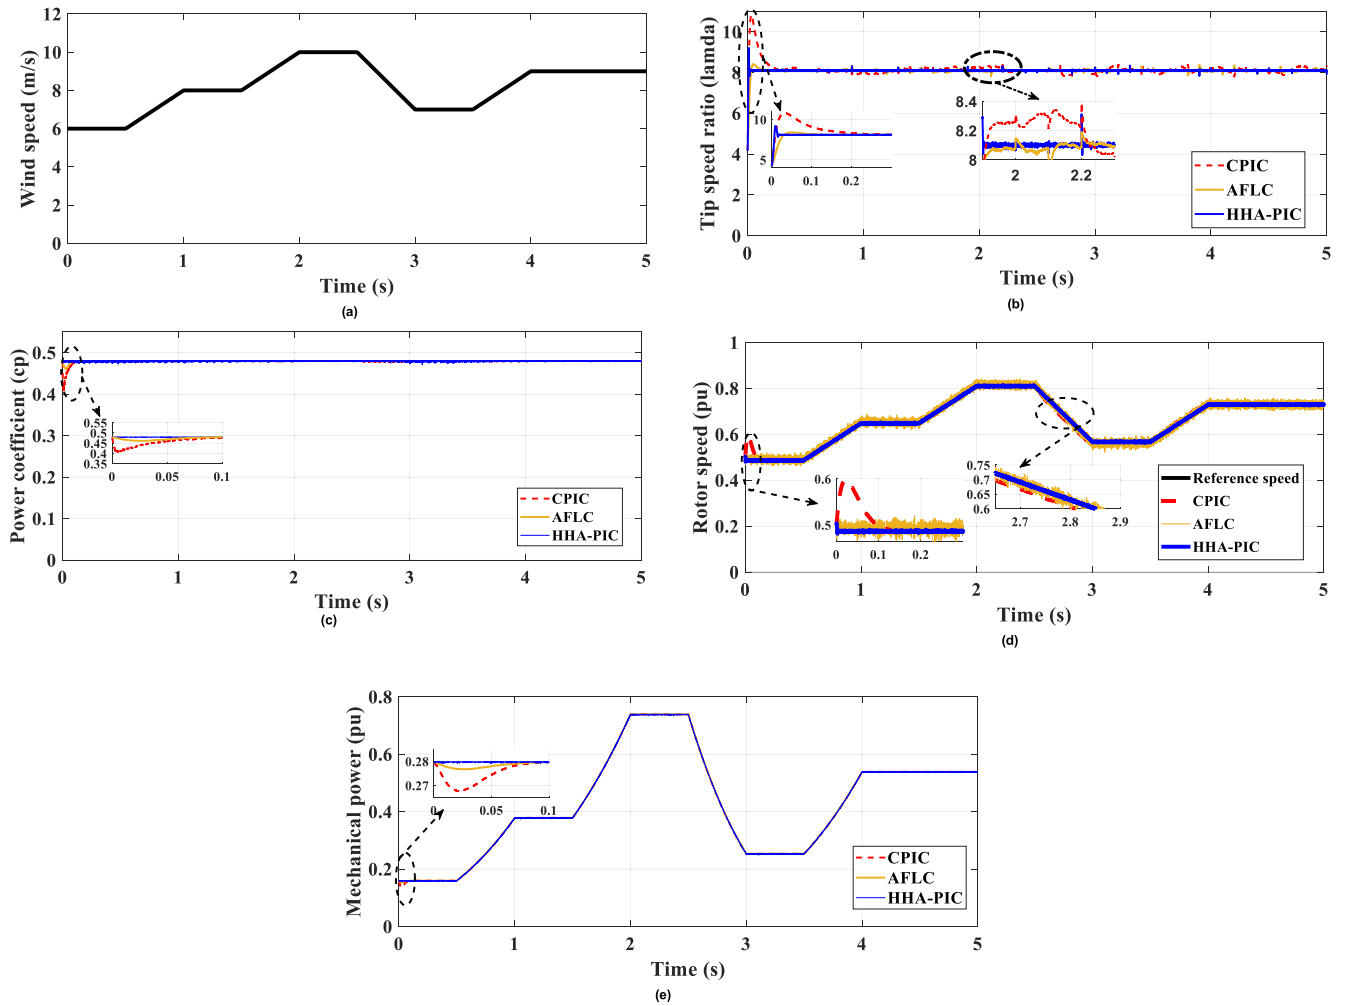 Wind speed (m/s)
12
10
8
6
4
2
0
0 1 2 3 4 5
Time (s)
(a)
Tip speed ratio (lamda)
10
8
6
4
2
0
10
5
0 0.1 0.2
8.4
8.2
8
2 2.2
CPIC
AFLC
HHA-PIC
0 1 2 3 4 5
Time (s)
(b)
Power coefficient (cp)
0.5
0.4
0.3
0.2
0.1
0
0.55
0.5
0.45
0.4
0.35
0 0.05 0.1
CPIC
AFLC
HHA-PIC
0 1 2 3 4 5
Time (s)
(c)
Rotor speed (pu)
1
0.8
0.6
0.4
0.2
0
0.6
0.5
0 0.1 0.2
0.75
0.7
0.65
0.6
2.7 2.8 2.9
Reference speed
CPIC
AFLC
HHA-PIC
0 1 2 3 4 5
Time (s)
(d)
Mechanical power (pu)
0.8
0.6
0.4
0.2
0
0.28
0.27
0 0.05 0.1
CPIC
AFLC
HHA-PIC
0 1 2 3 4 5
Time (s)
(e)